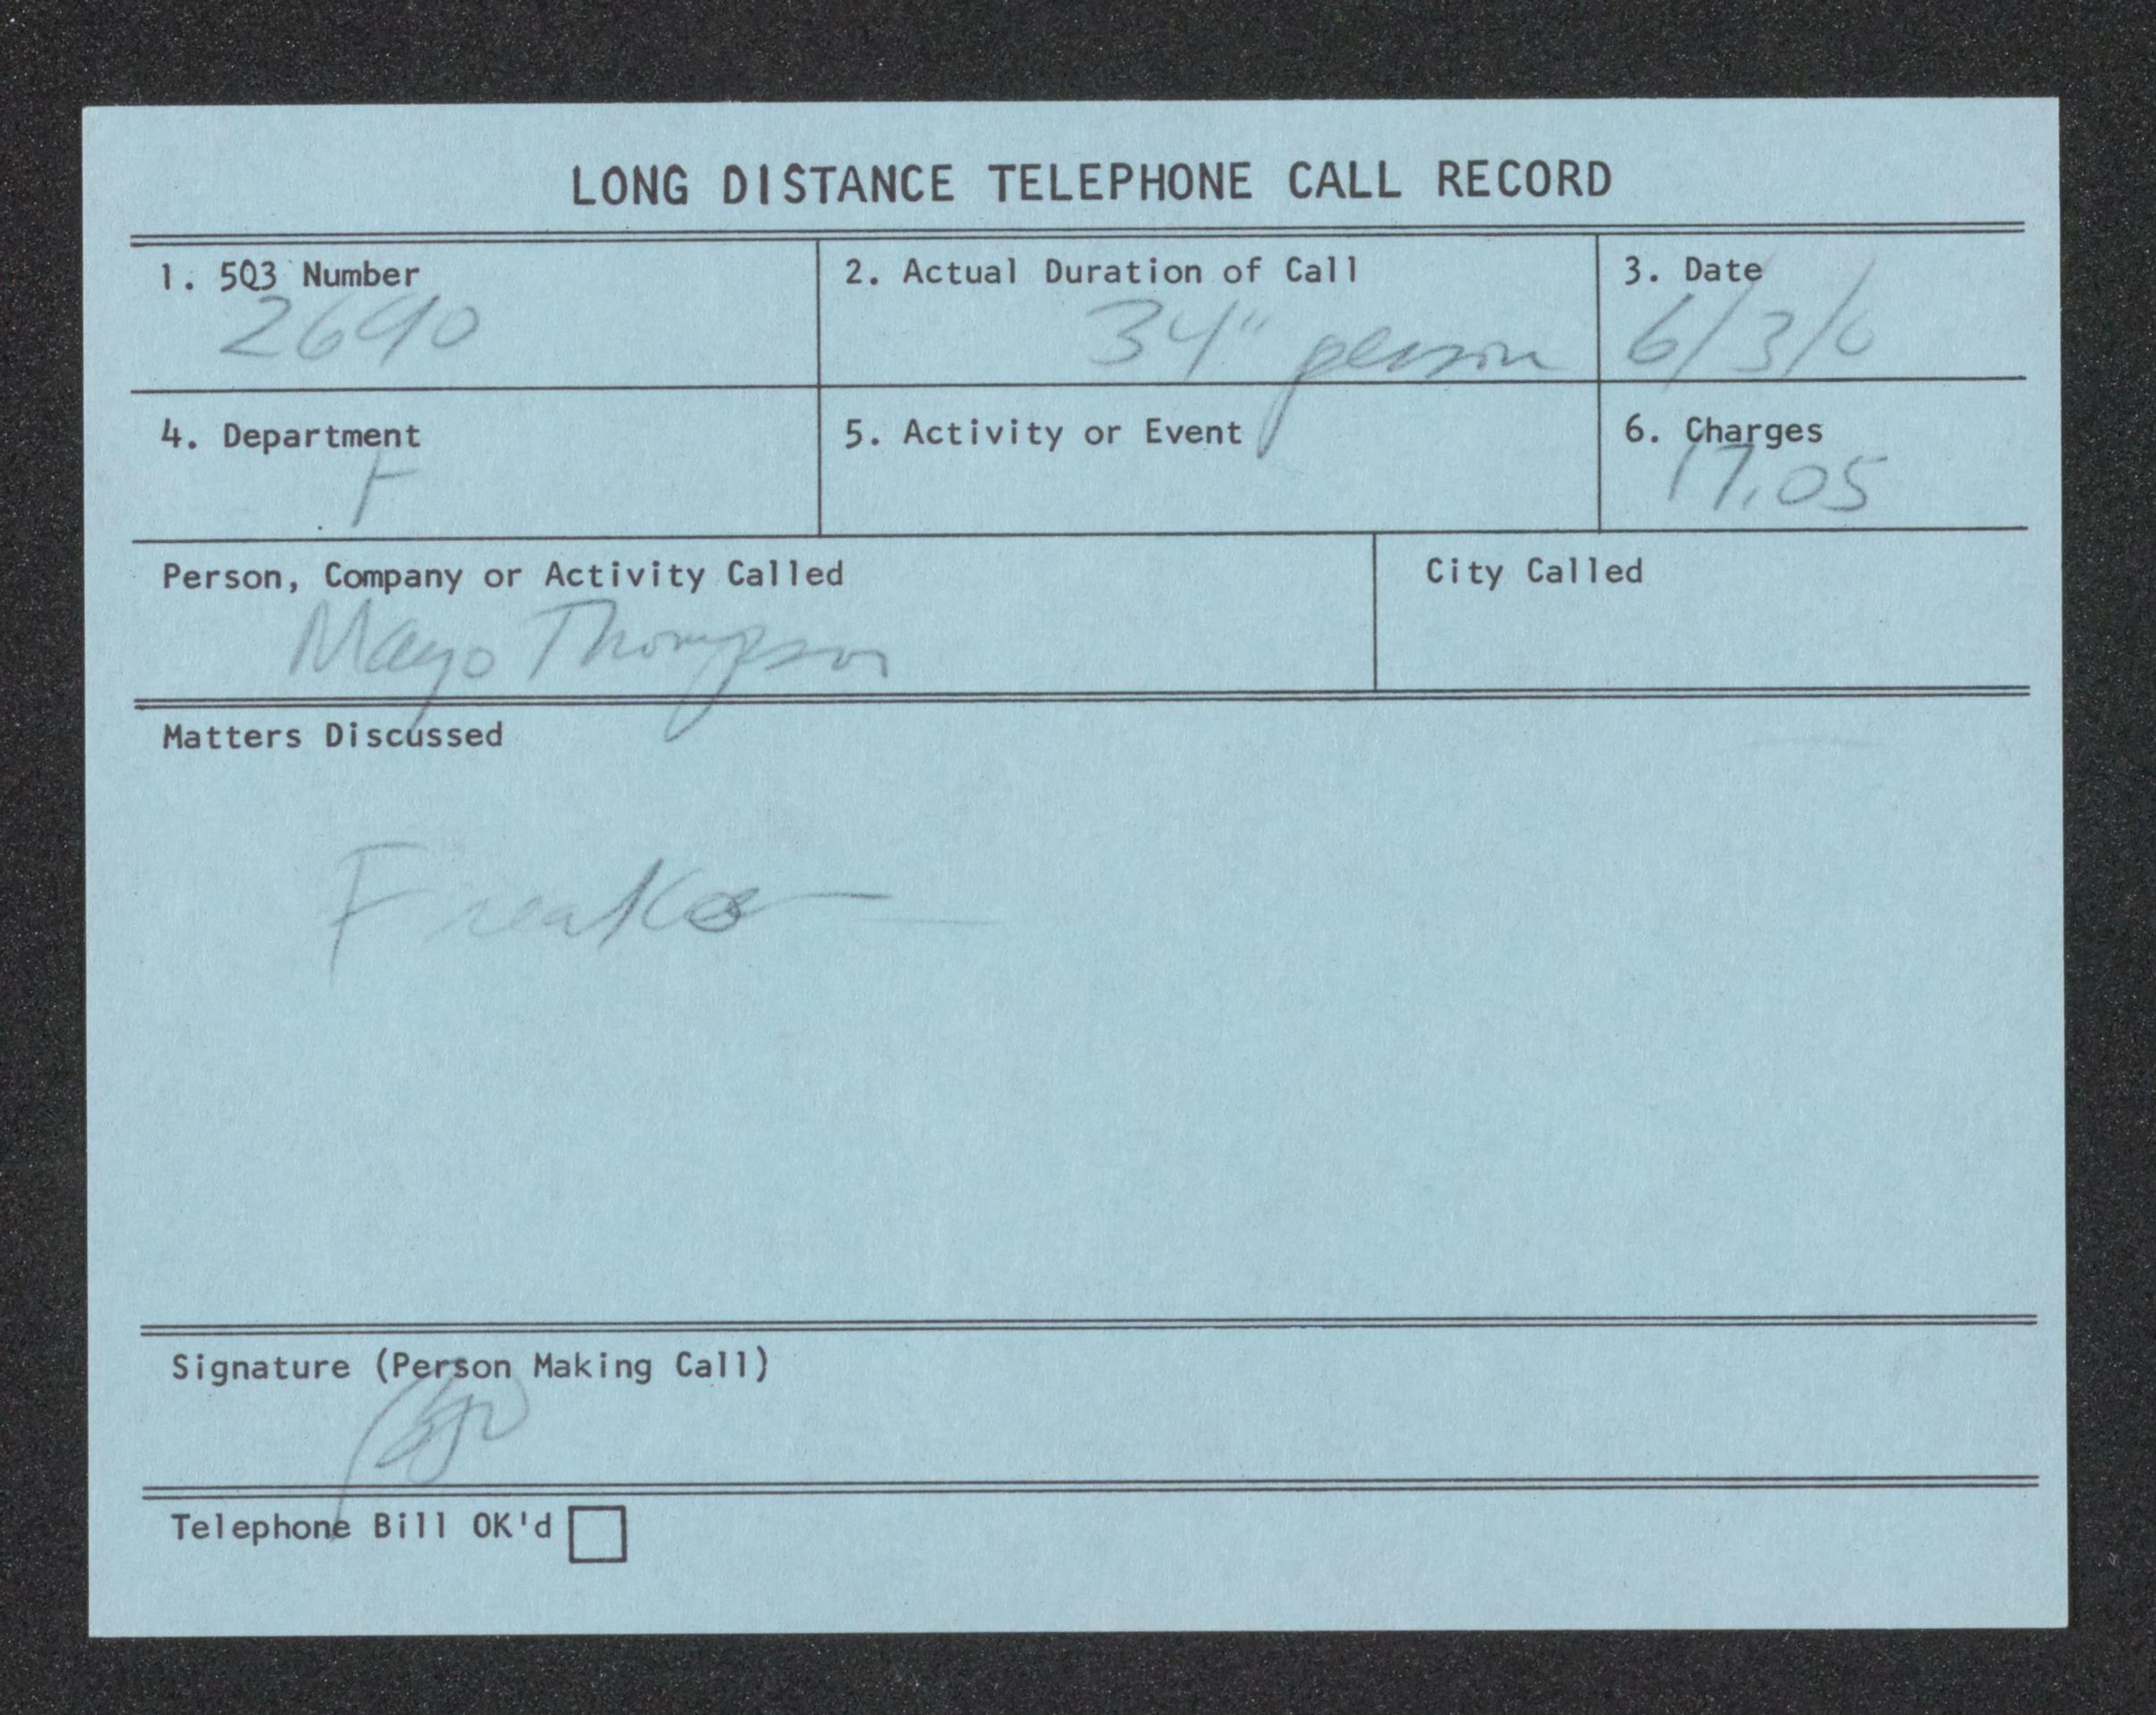 LONG DISTANCE TELEPHONE CALL RECORD
1. 5Q3 Number
2690
2. Actual Duration of Call
34" person
3. Date
6/3/6
4. Department
F
5. Activity or Event
6. Charges
17.05
Person, Company or Activity Called
Mayo Thompson
City Called
Matters Discussed
Signature (Person Making Call)
Telephone Bill OK'd